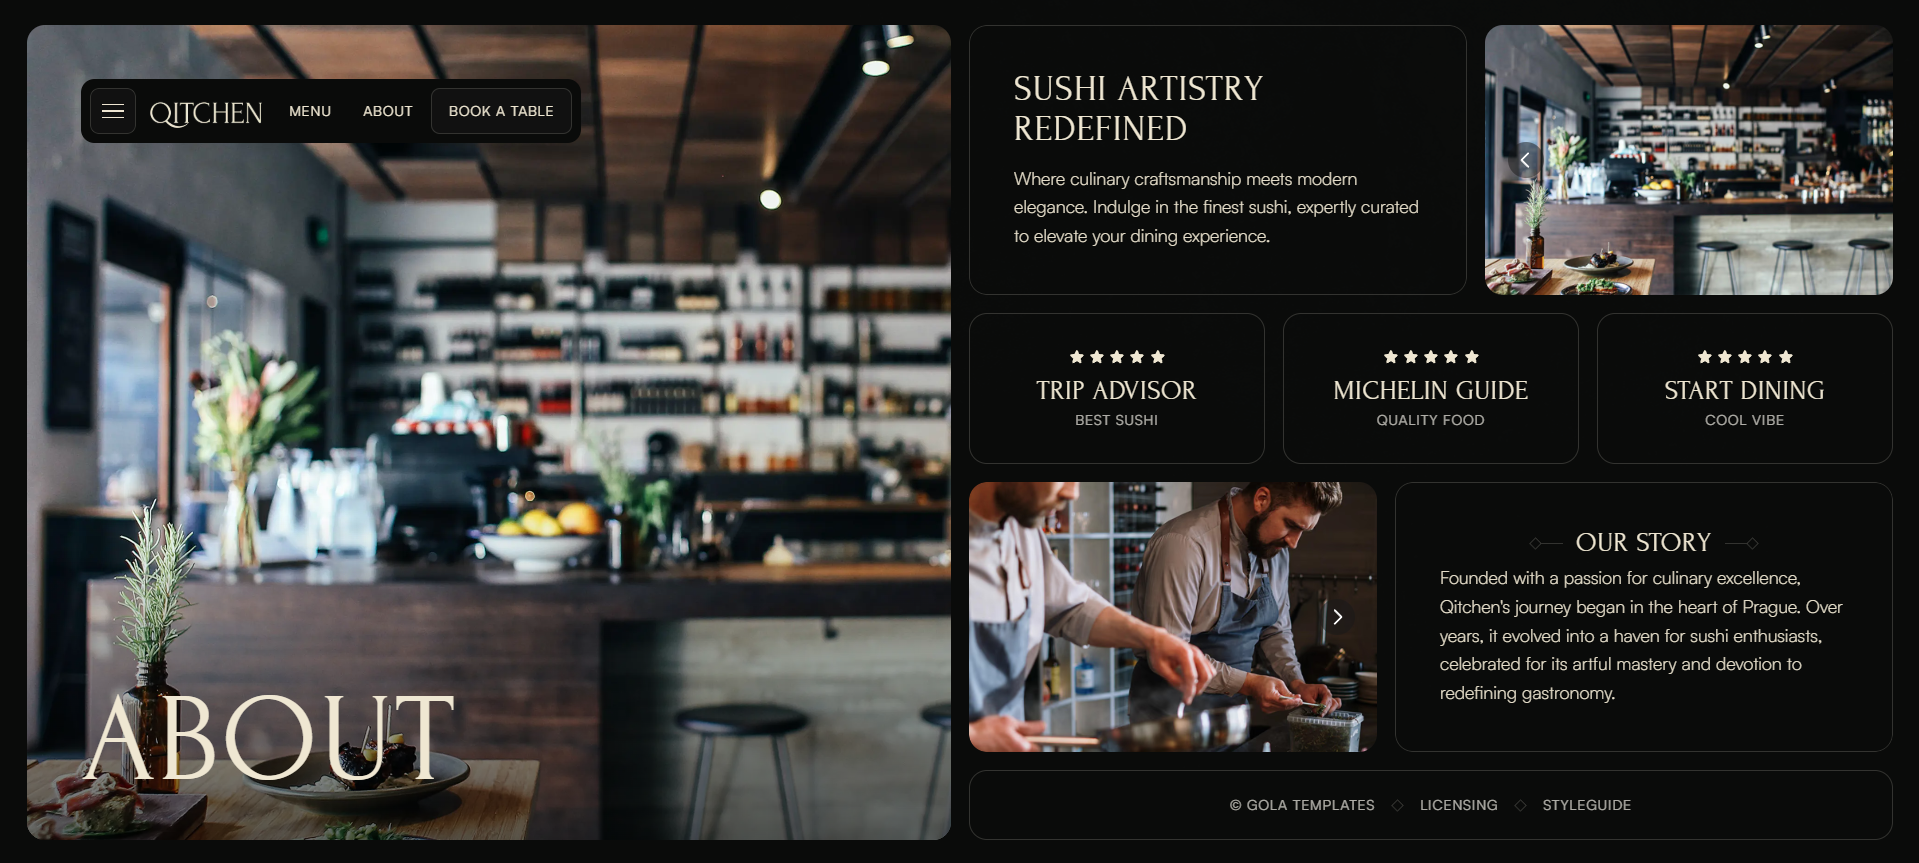 QITCHEN
MENU
ABOUT
BOOK A TABLE
ABOUT
SUSHI ARTISTRY
REDEFINED
Where culinary craftsmanship meets modern
elegance. Indulge in the finest sushi, expertly curated
to elevate your dining experience.
TRIP ADVISOR
BEST SUSHI
MICHELIN GUIDE
QUALITY FOOD
START DINING
COOL VIBE
OUR STORY
Founded with a passion for culinary excellence,
Qitchen's journey began in the heart of Prague. Over
years, it evolved into a haven for sushi enthusiasts,
celebrated for its artful mastery and devotion to
redefining gastronomy.
© GOLA TEMPLATES
LICENSING
STYLEGUIDE